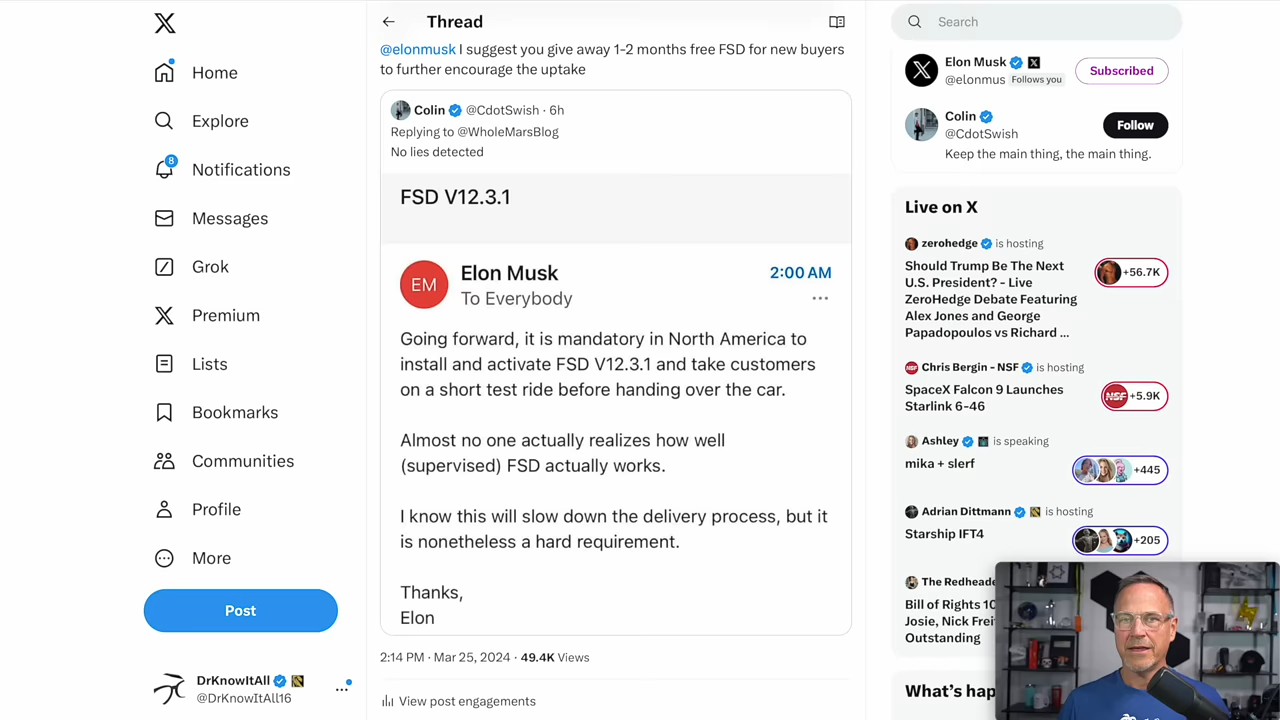 Home
Explore
8
Notifications
Messages
Grok
Premium
Lists
Bookmarks
Communities
Profile
More
Post
DrKnowItAll
@DrKnowItAll16
Thread
@elonmusk I suggest you give away 1-2 months free FSD for new buyers
to further encourage the uptake
Colin @CdotSwish · 6h
Replying to @WholeMarsBlog
No lies detected
FSD V12.3.1
EM
Elon Musk
2:00 AM
To Everybody
Going forward, it is mandatory in North America to
install and activate FSD V12.3.1 and take customers
on a short test ride before handing over the car.
Almost no one actually realizes how well
(supervised) FSD actually works.
I know this will slow down the delivery process, but it
is nonetheless a hard requirement.
Thanks,
Elon
2:14 PM · Mar 25, 2024 · 49.4K Views
View post engagements
Search
Elon Musk
@elonmus Follows you
Subscribed
Colin
@CdotSwish
Follow
Keep the main thing, the main thing.
Live on X
zerohedge is hosting
Should Trump Be The Next
U.S. President? - Live
ZeroHedge Debate Featuring
Alex Jones and George
Papadopoulos vs Richard ...
+56.7K
Chris Bergin - NSF is hosting
SpaceX Falcon 9 Launches
Starlink 6-46
NSF
+5.9K
Ashley is speaking
mika + slerf
+445
Adrian Dittmann is hosting
Starship IFT4
+205
The Redheade
Bill of Rights 10
Josie, Nick Frei
Outstanding
What's hap